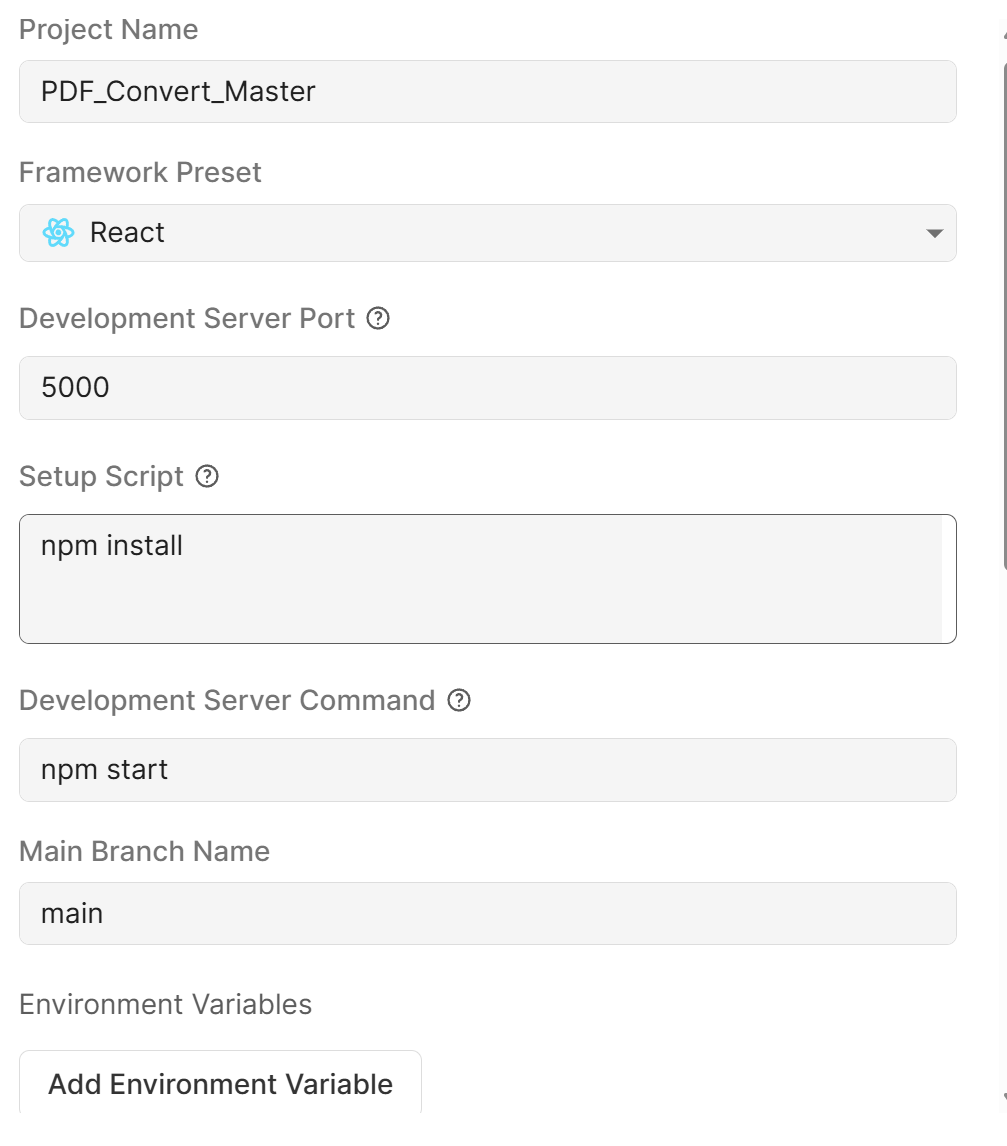 Project Name
PDF_Convert_Master
Framework Preset
React
Development Server Port
5000
Setup Script
npm install
Development Server Command
npm start
Main Branch Name
main
Environment Variables
Add Environment Variable